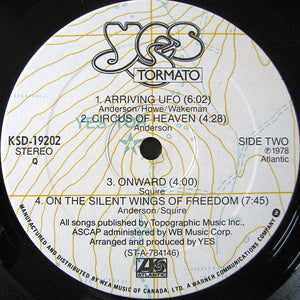 YES
TORMATO
1. ARRIVING UFO (6:02)
Anderson/Howe/Wakeman
2. CIRCUS OF HEAVEN (4:28)
Anderson
KSD-19202
STEREO
Q
SIDE TWO
℗1978
Atlantic
3. ONWARD (4:00)
Squire
4. ON THE SILENT WINGS OF FREEDOM (7:45)
Anderson/Squire
All songs published by Topographic Music Inc.,
ASCAP administered by WB Music Corp.
Arranged and produced by YES
(ST-A-784146)
ATLANTIC
MANUFACTURED AND DISTRIBUTED BY WEA MUSIC OF CANADA, LTD. A WARNER COMMUNICATIONS COMPANY